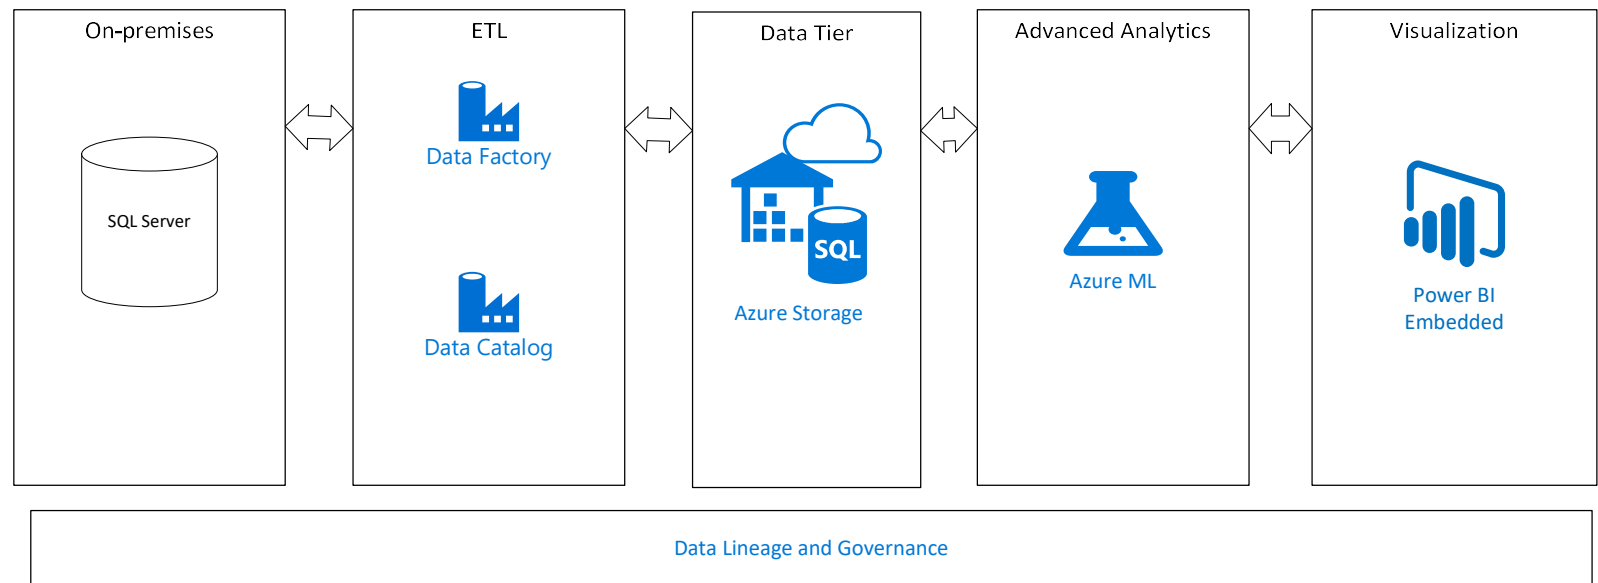 On-premises
ETL
Data Tier
Advanced Analytics
Visualization
SQL Server
Data Factory
Data Catalog
SQL
Azure Storage
Azure ML
Power BI
Embedded
Data Lineage and Governance